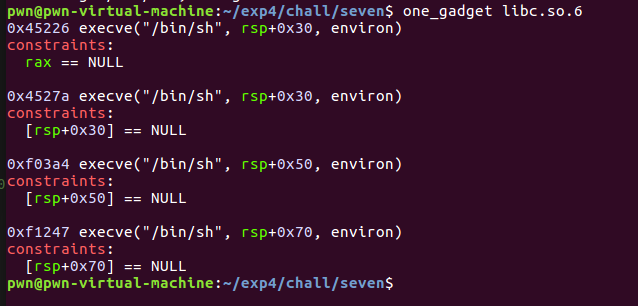 pwn@pwn-virtual-machine:~/exp4/chall/seven$ one_gadget libc.so.6
0x45226 execve("/bin/sh", rsp+0x30, environ)
constraints:
  rax == NULL

0x4527a execve("/bin/sh", rsp+0x30, environ)
constraints:
  [rsp+0x30] == NULL

0xf03a4 execve("/bin/sh", rsp+0x50, environ)
constraints:
  [rsp+0x50] == NULL

0xf1247 execve("/bin/sh", rsp+0x70, environ)
constraints:
  [rsp+0x70] == NULL
pwn@pwn-virtual-machine:~/exp4/chall/seven$